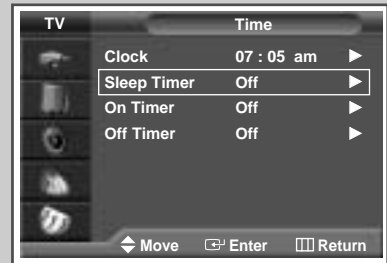 TV Time
Clock 07 : 05 am
Sleep Timer Off
On Timer Off
Off Timer Off
Move Enter Return